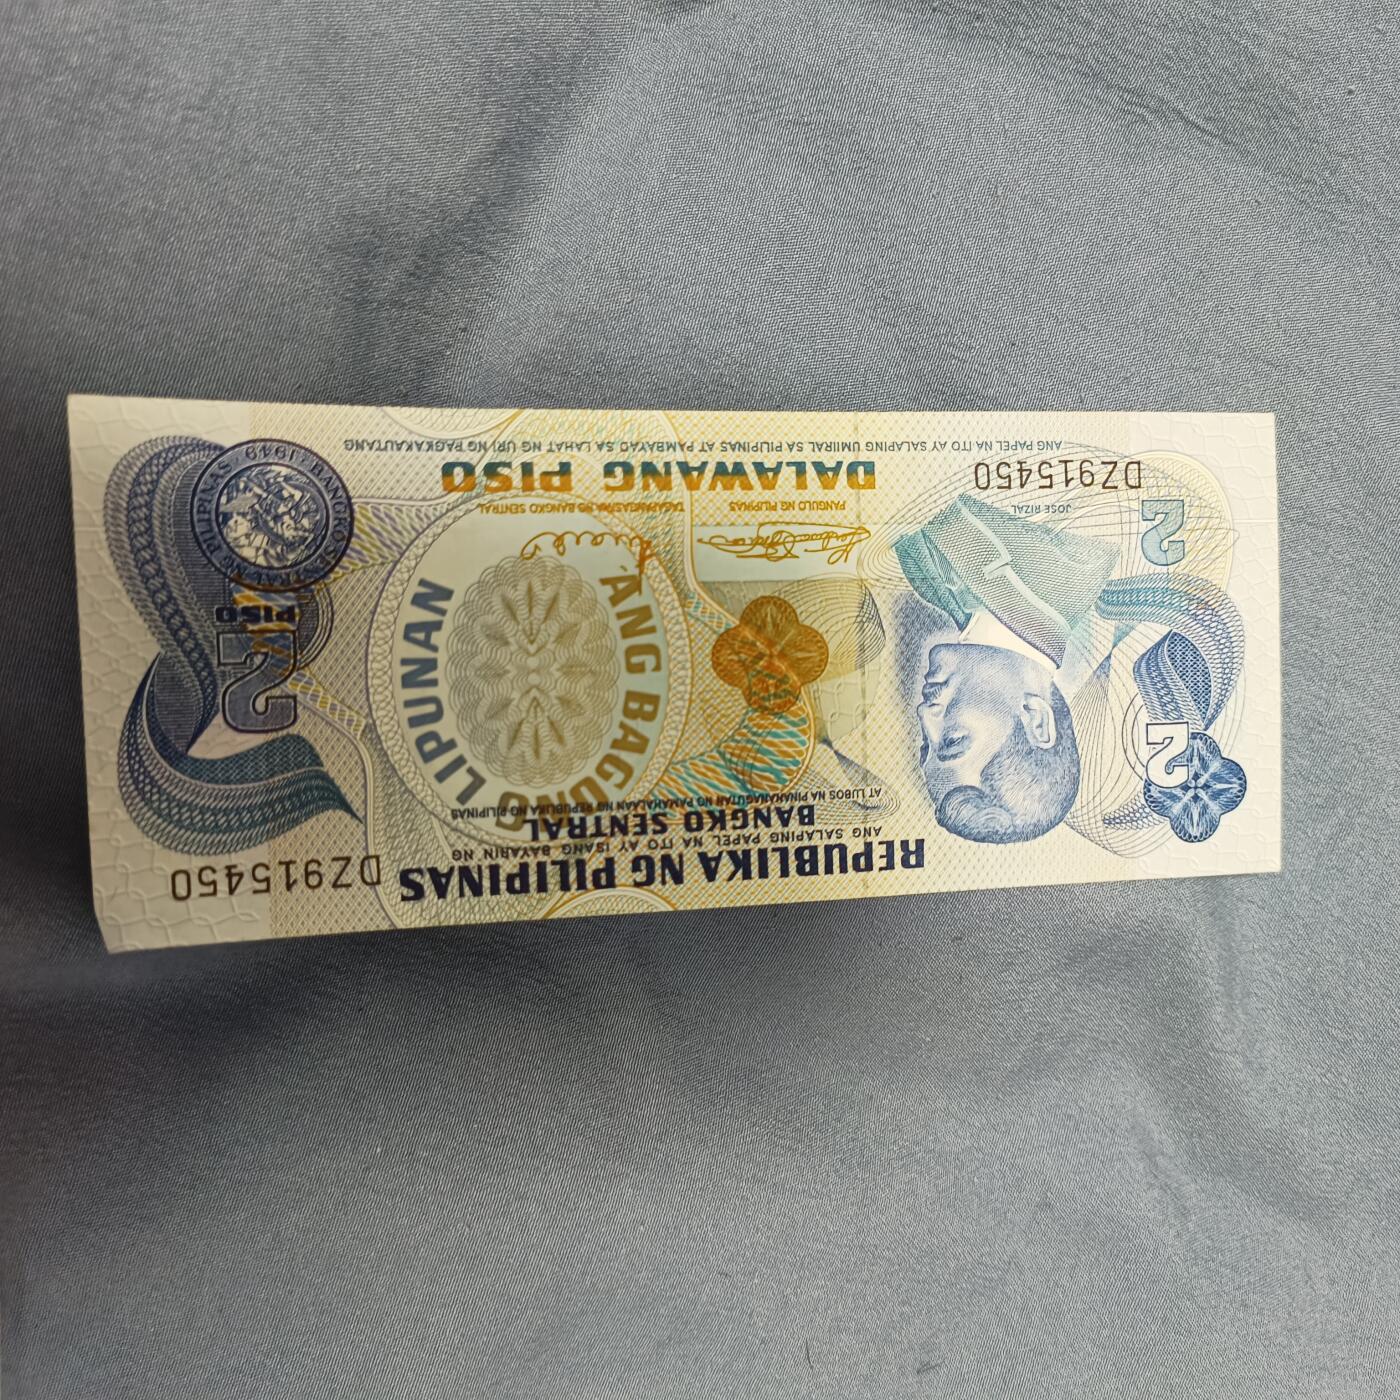 REPUBLIKA NG PILIPINAS
DZ915450
ANG SALAPING PAPEL NA ITO AY ISANG BAYARIN NG
BANGKO SENTRAL
AT LUBOS NA PINANANAGUTAN NG PAMAHALAAN NG REPUBLIKA NG PILIPINAS
2
ANG BAGONG LIPUNAN
2
PISO
BANGKO SENTRAL NG PILIPINAS · 1949 ·
2
JOSE RIZAL
PANGULO NG PILIPINAS
TAGAPANGASIWA NG BANGKO SENTRAL
DZ915450
DALAWANG PISO
ANG PAPEL NA ITO AY SALAPING UMIIRAL SA PILIPINAS AT PAMBAYAD SA LAHAT NG URI NG PAGKAKAUTANG